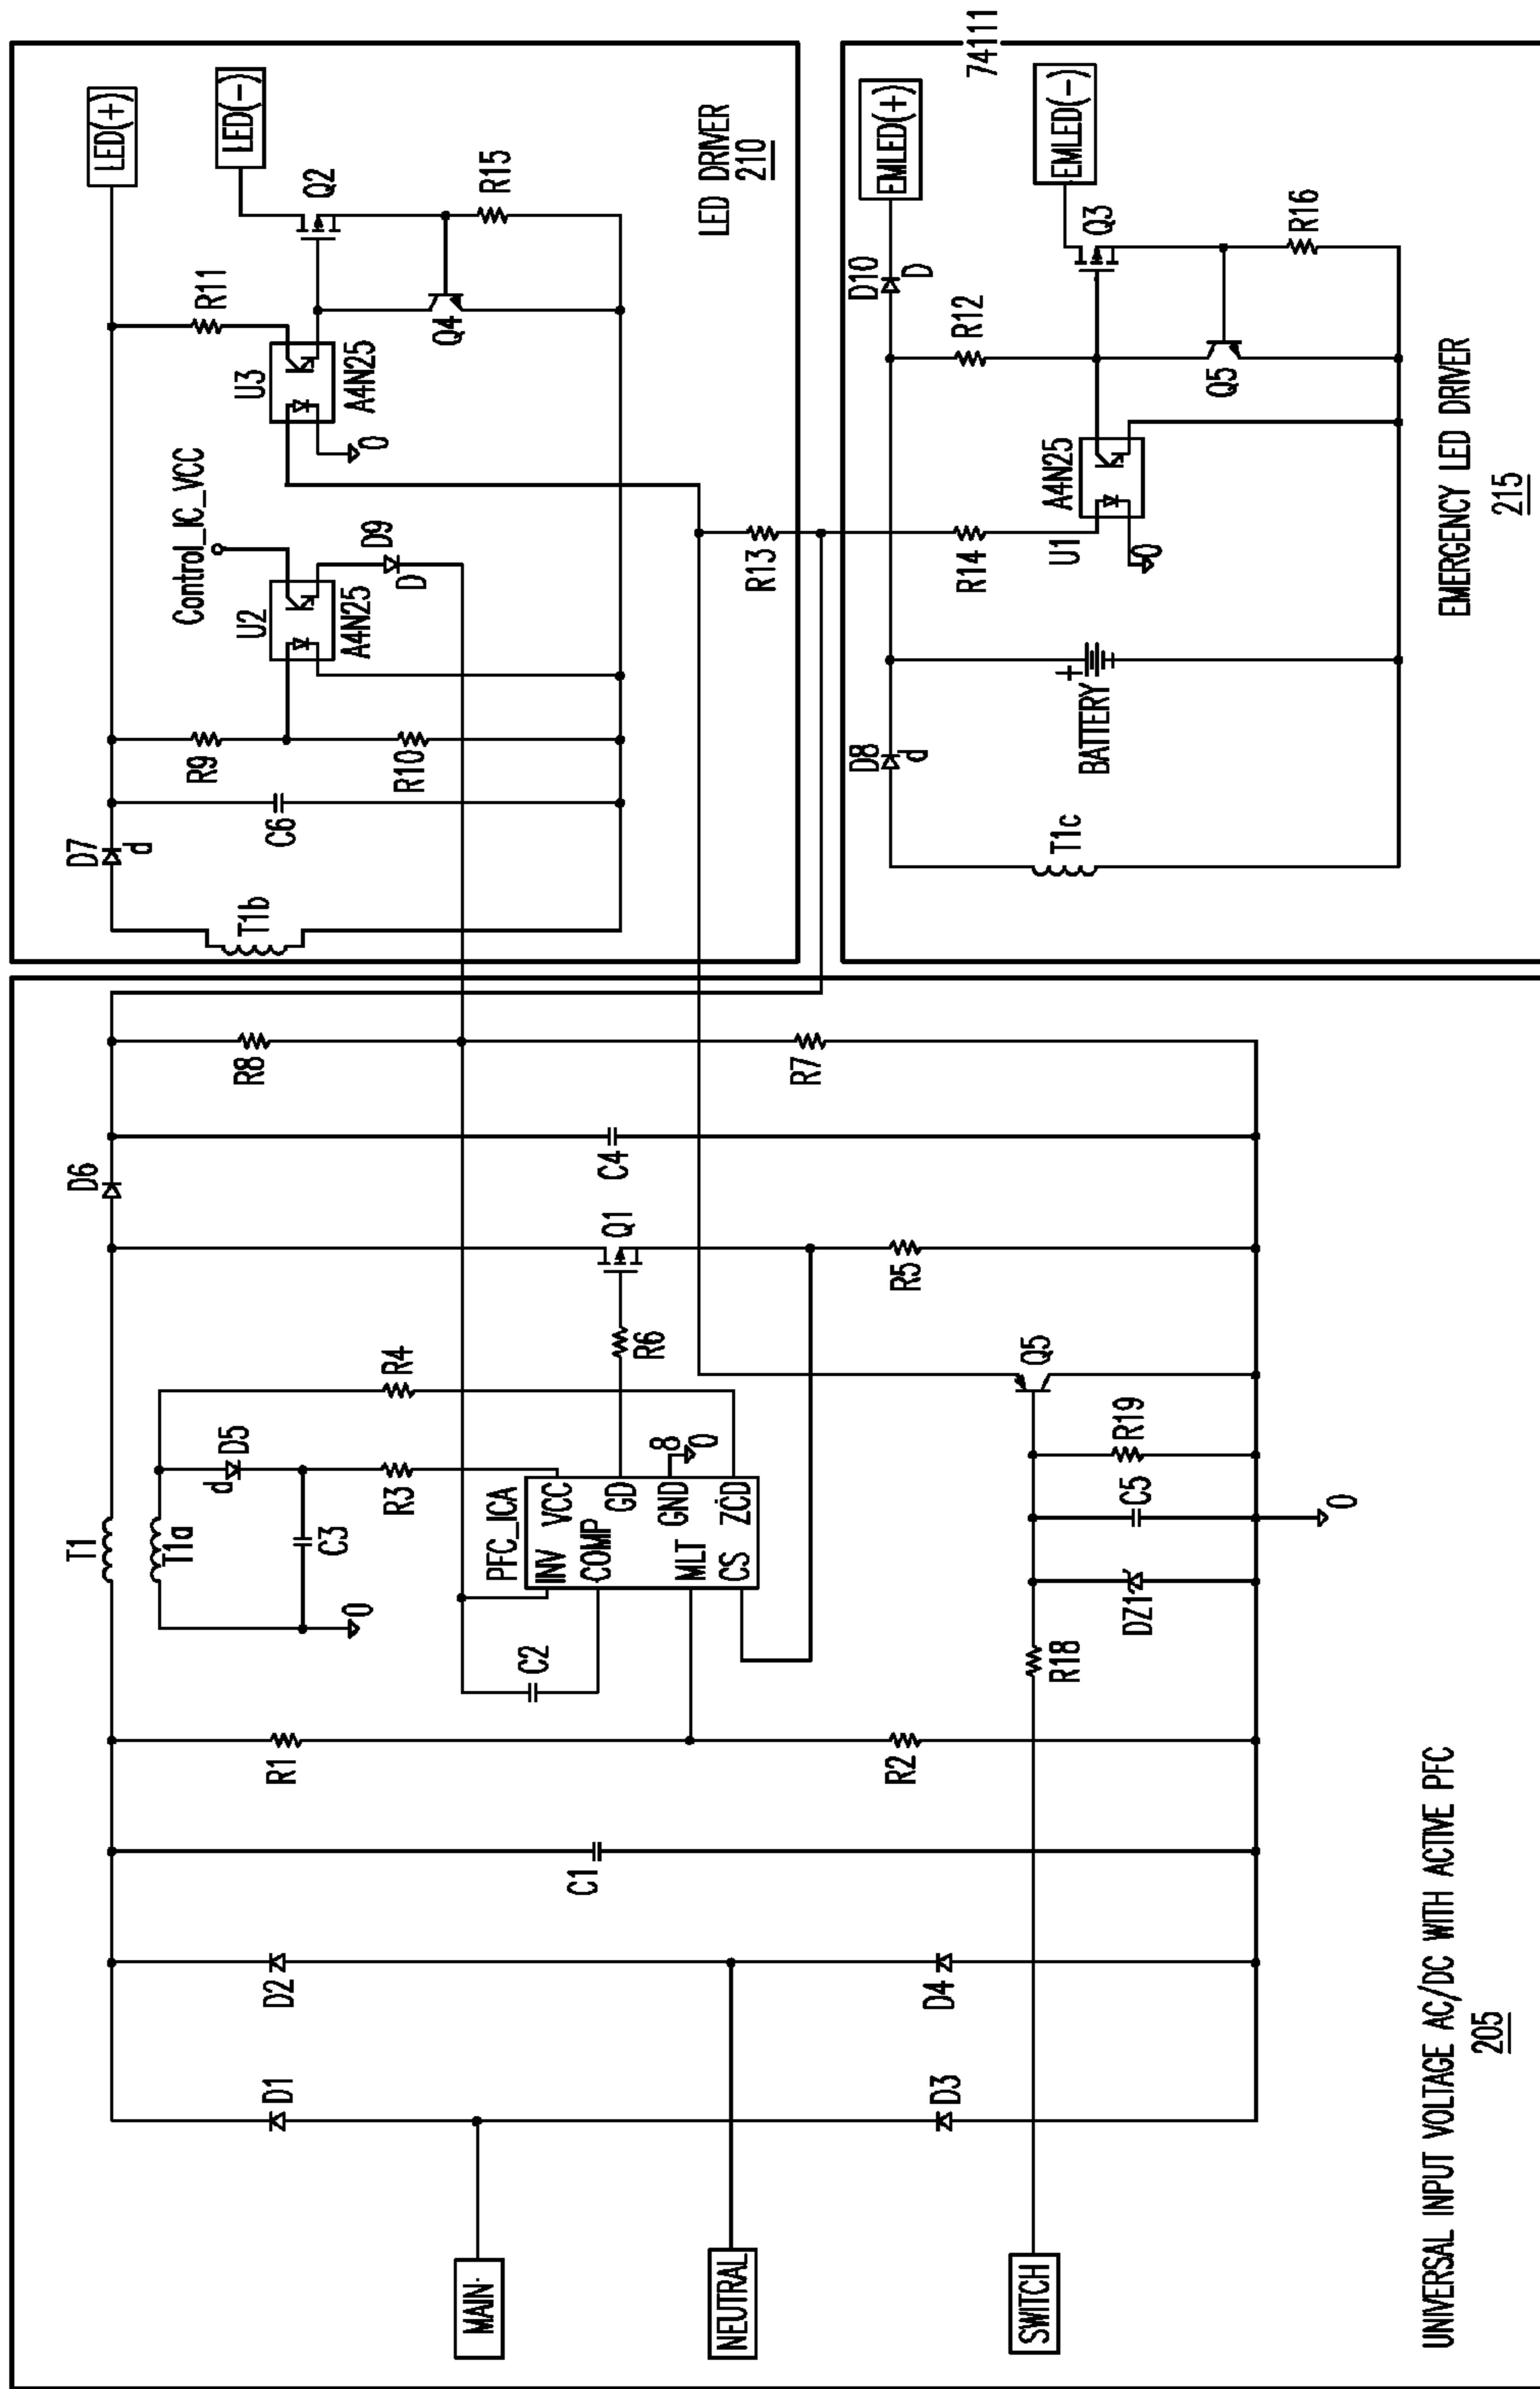 T1
D6
D7
d
T1b
C6
R9
R10
U2
A4N25
Control_IC_VCC
D9
D
U3
A4N25
R11
Q4
Q2
R15
LED(+)
LED(-)
LED DRIVER
210
R13
T1a
d
D5
C3
R3
R4
0
PFC_ICA
INV
VCC
COMP
GD
MLT
GND
CS
ZCD
8
0
C2
R6
Q1
R5
C4
R8
R7
D1
D2
D3
D4
C1
R1
R2
MAIN
NEUTRAL
SWITCH
R18
DZ1
C5
R19
Q5
0
UNIVERSAL INPUT VOLTAGE AC/DC WITH ACTIVE PFC
205
0
T1c
D8
d
BATTERY
+
R14
U1
A4N25
0
R12
D10
D
Q5
Q3
R16
EMLED(+)
EMLED(-)
74111
EMERGENCY LED DRIVER
215